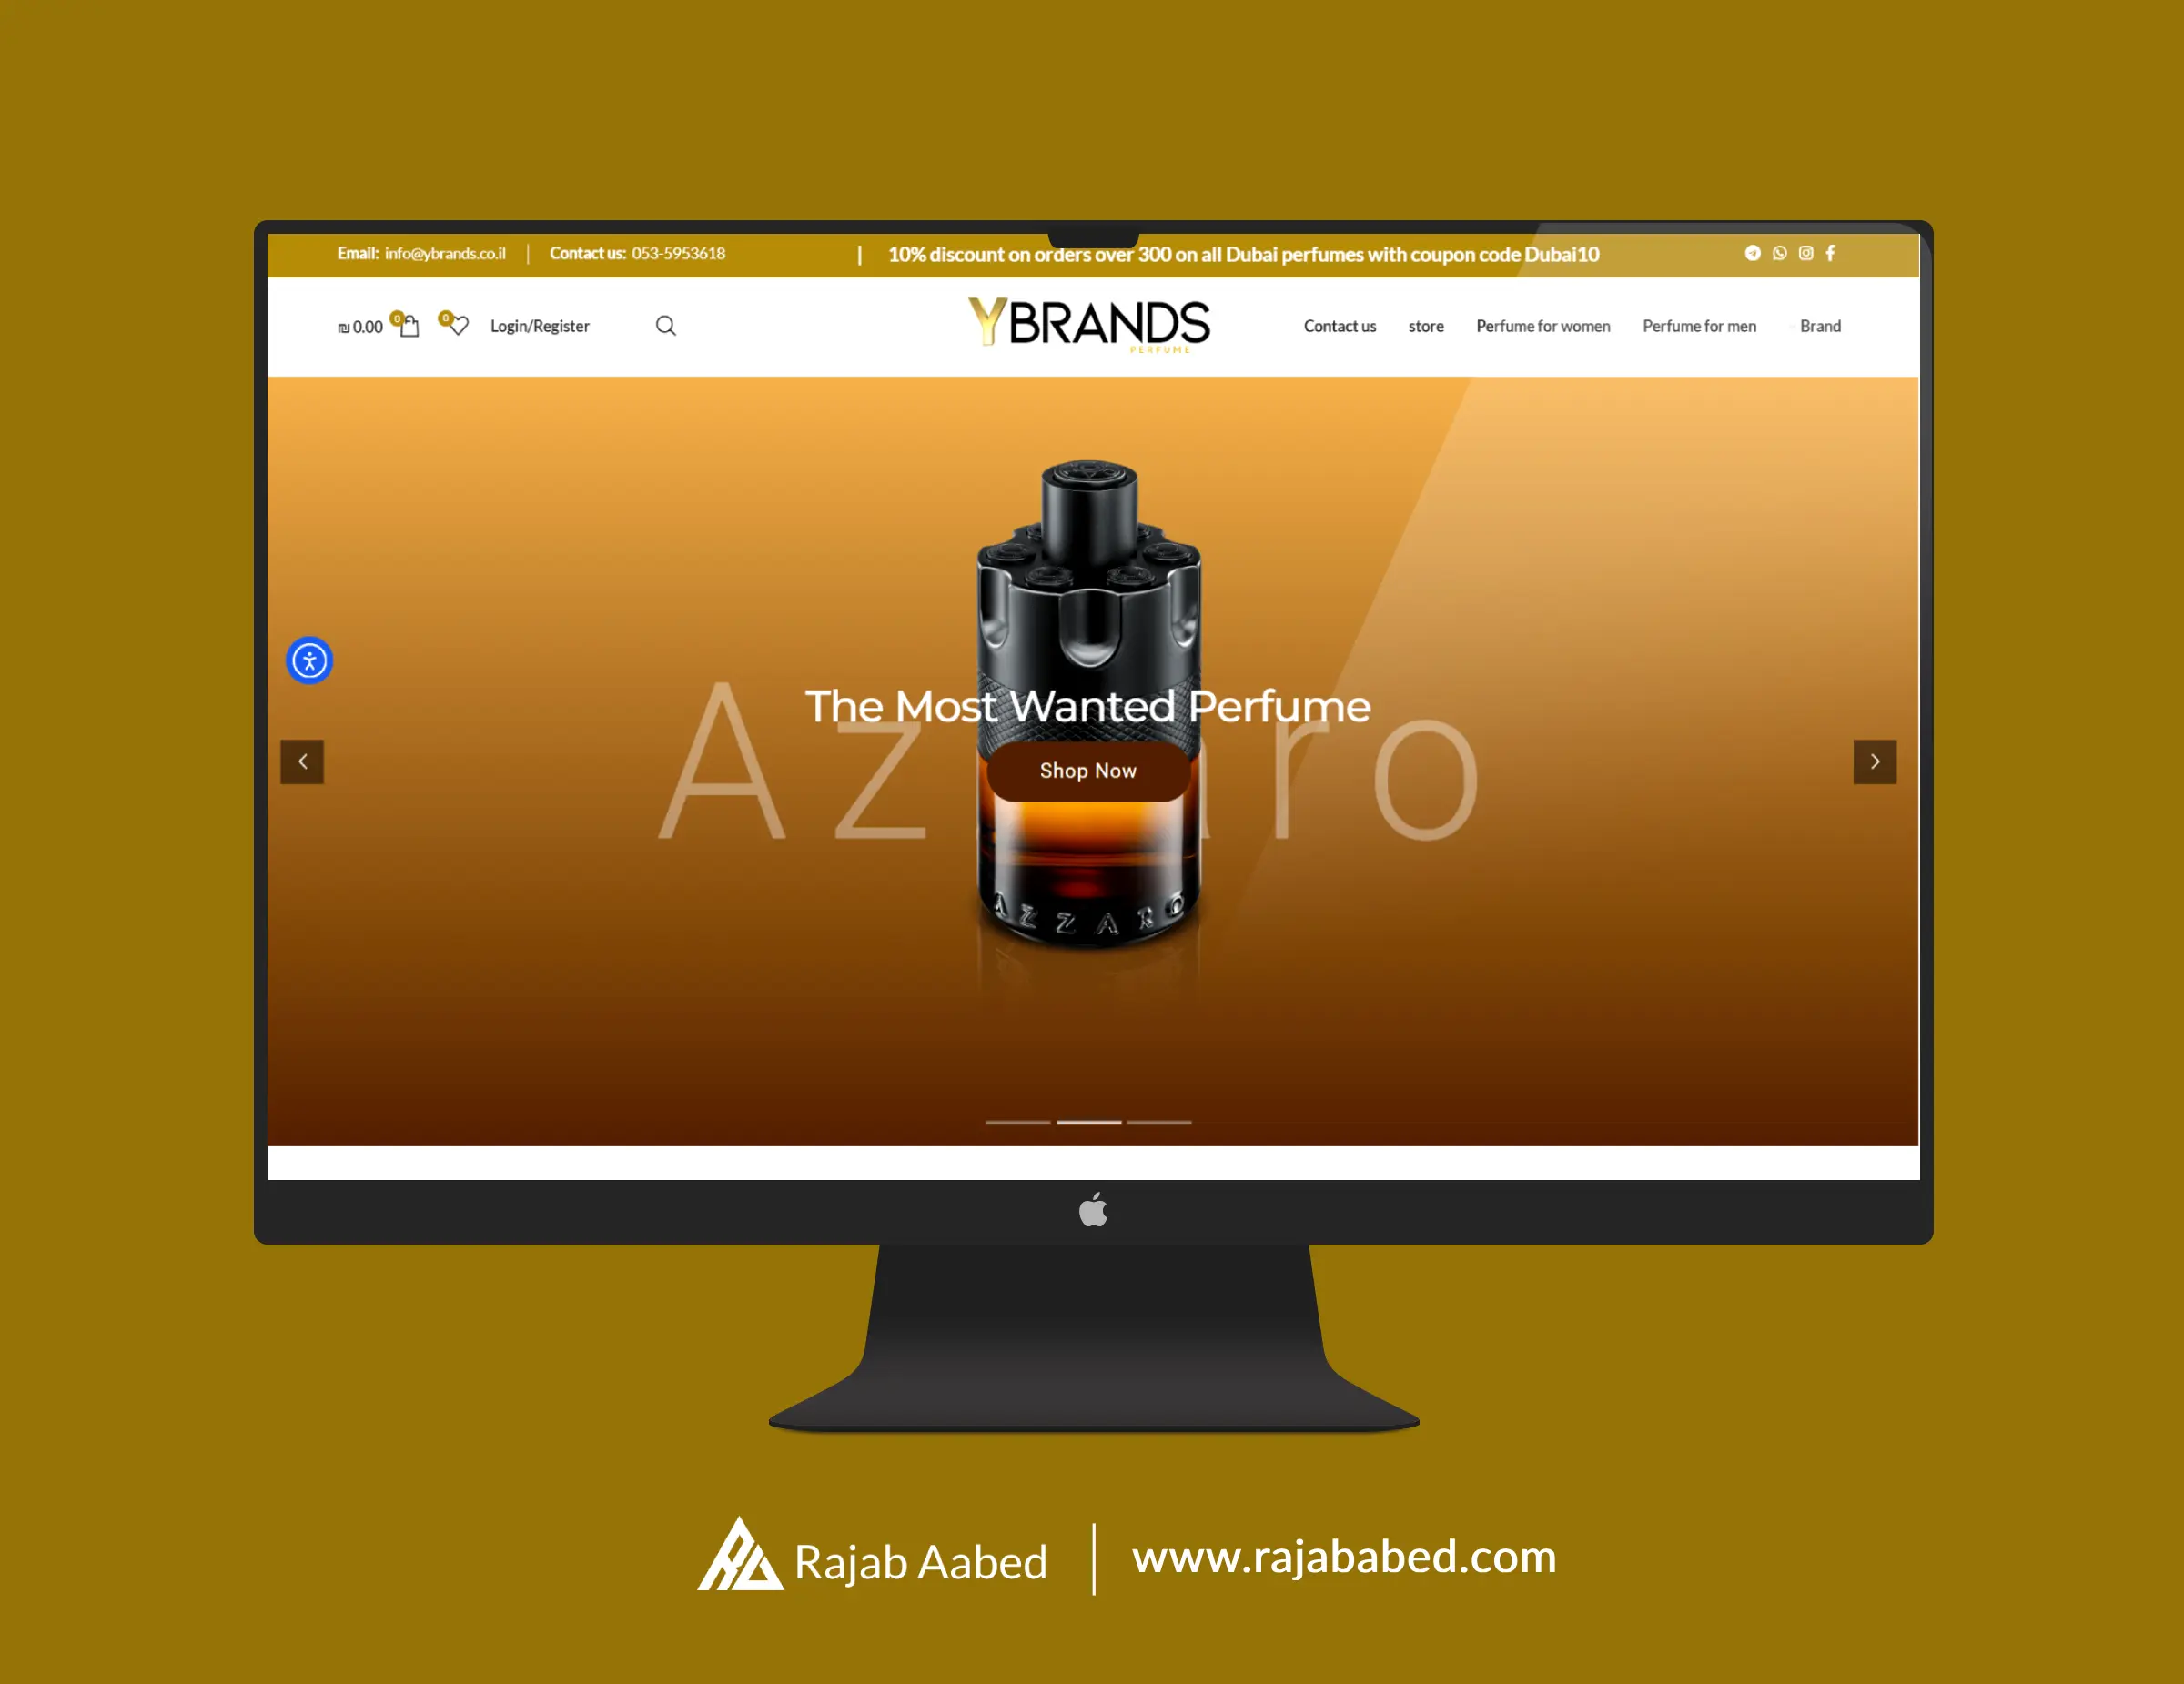 Email: info@ybrands.co.il | Contact us: 053-5953618 | 10% discount on orders over 300 on all Dubai perfumes with coupon code Dubai10
₪ 0.00 0 0 Login/Register YBRANDS Contact us store Perfume for women Perfume for men Brand
PERFUME
The Most Wanted Perfume
Azzaro
Shop Now
AZZARO
Rajab Aabed | www.rajababed.com